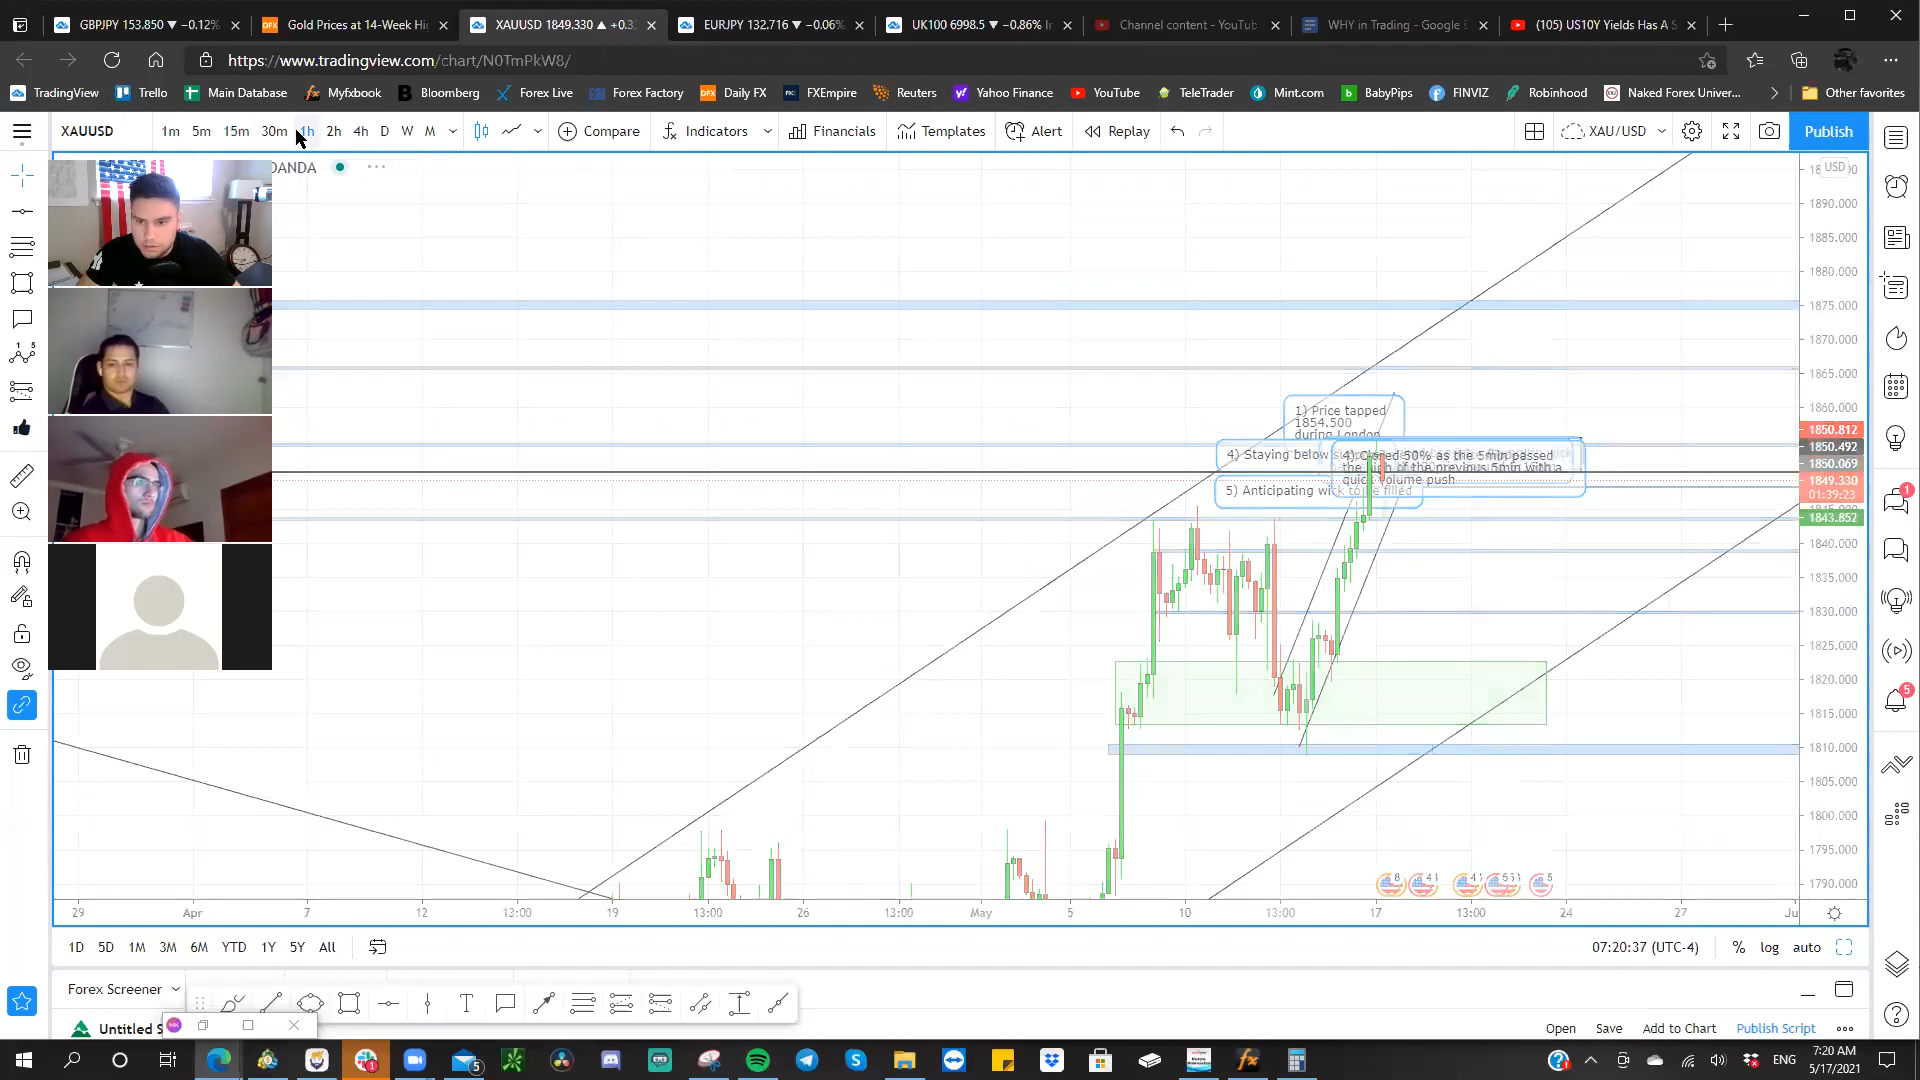 GBPJPY 153.850 ▼ −0.12%
Gold Prices at 14-Week Hi
XAUUSD 1849.330 ▲ +0.3
EURJPY 132.716 ▼ −0.06%
UK100 6998.5 ▼ −0.86% 
Channel content - YouTub
WHY in Trading - Google
(105) US10Y Yields Has A S
https://www.tradingview.com/chart/N0TmPkW8/
TradingView
Trello
Main Database
Myfxbook
Bloomberg
Forex Live
Forex Factory
DFX Daily FX
FX FXEmpire
Reuters
Yahoo Finance
YouTube
TeleTrader
Mint.com
BabyPips
FINVIZ
Robinhood
Naked Forex Univer...
Other favorites
XAUUSD
1m 5m 15m 30m 1h 2h 4h D W M
Compare
Indicators
Financials
Templates
Alert
Replay
XAU/USD
Publish
OANDA
USD
1890.000
1885.000
1880.000
1875.000
1870.000
1865.000
1860.000
1850.812
1850.492
1850.069
1849.330
01:39:23
1843.852
1840.000
1835.000
1830.000
1825.000
1820.000
1815.000
1810.000
1805.000
1800.000
1795.000
1790.000
1) Price tapped
1854.500
during London
4) Staying below
4) Closed 50% as the 5min passed
the high of the previous 5min with a
quick volume push
5) Anticipating wick to be filled
29 Apr 7 12 13:00 19 13:00 26 13:00 May 5 10 13:00 17 13:00 24 27 Ju
1D 5D 1M 3M 6M YTD 1Y 5Y All
07:20:37 (UTC-4)
% log auto
Forex Screener
Untitled S
Open
Save
Add to Chart
Publish Script
ENG
7:20 AM
5/17/2021